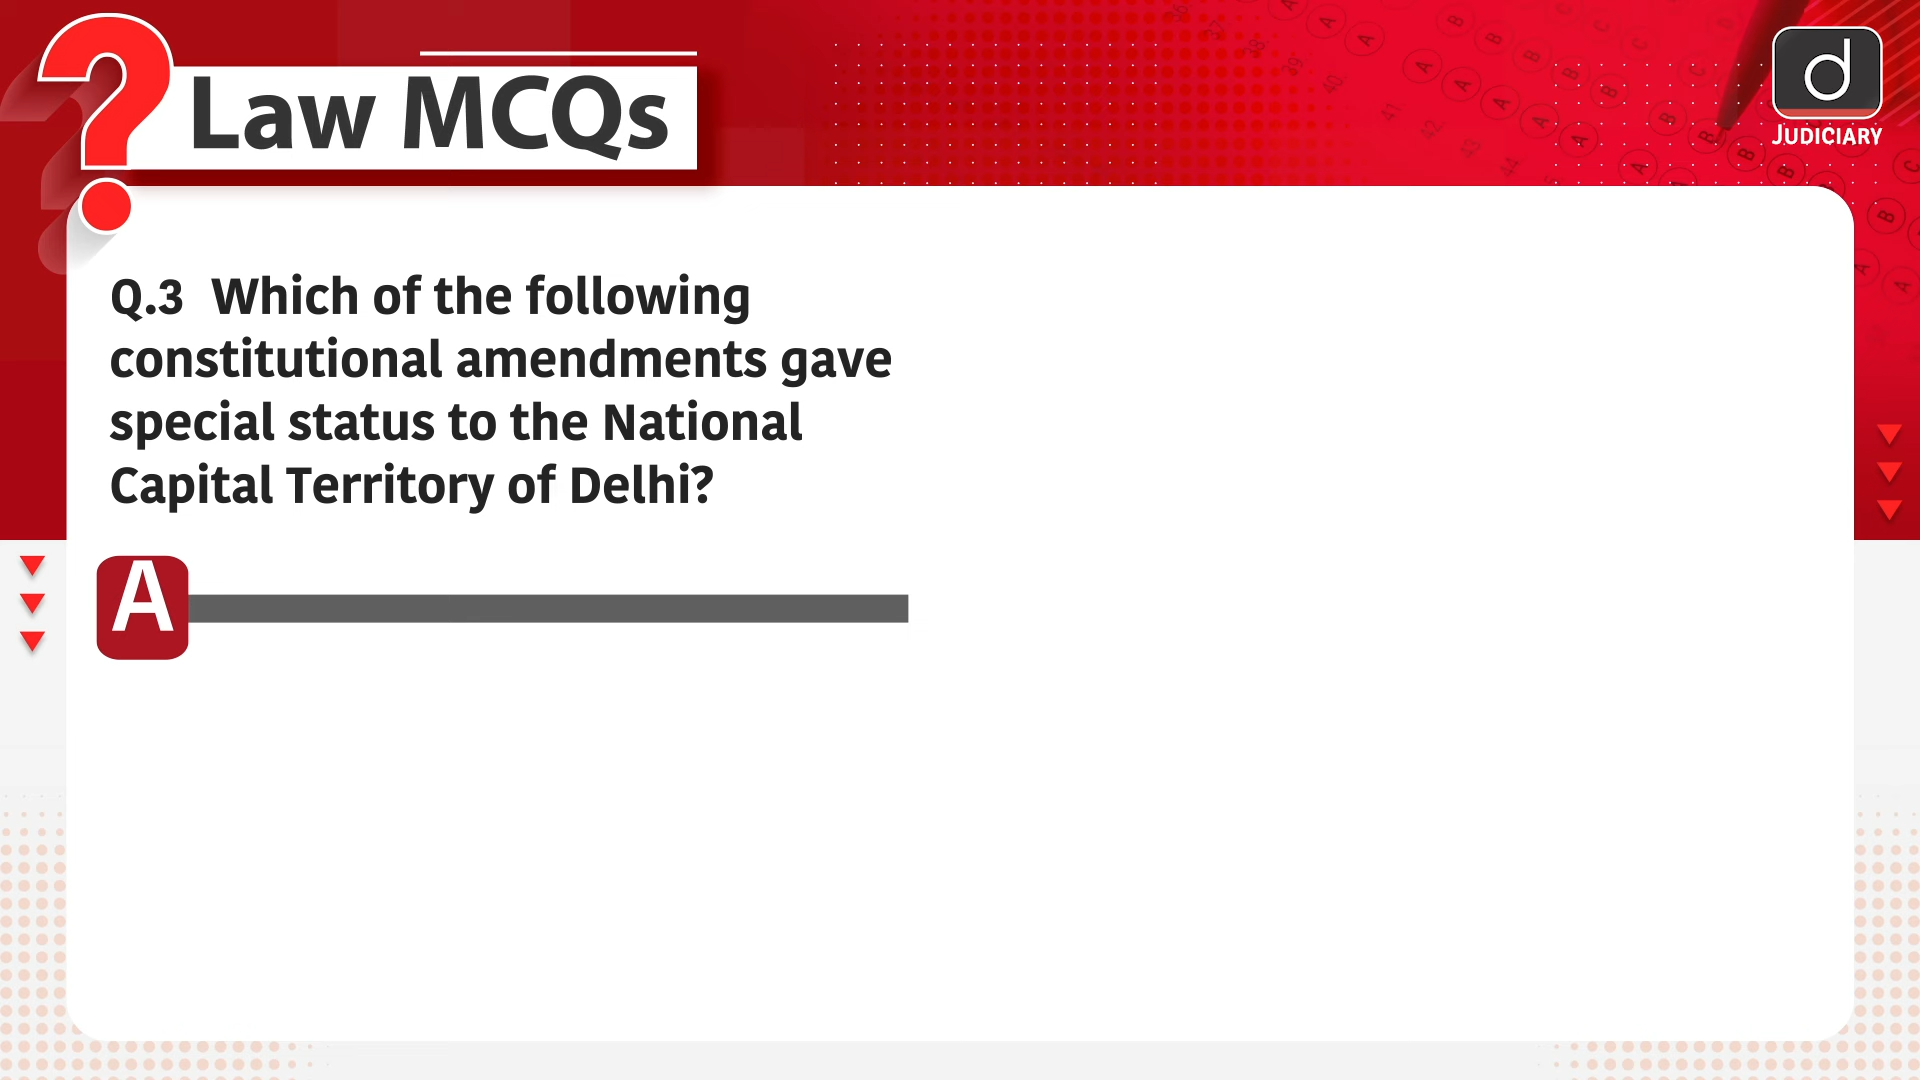 Law MCQs
JUDICIARY
Q.3 Which of the following
constitutional amendments gave
special status to the National
Capital Territory of Delhi?
A